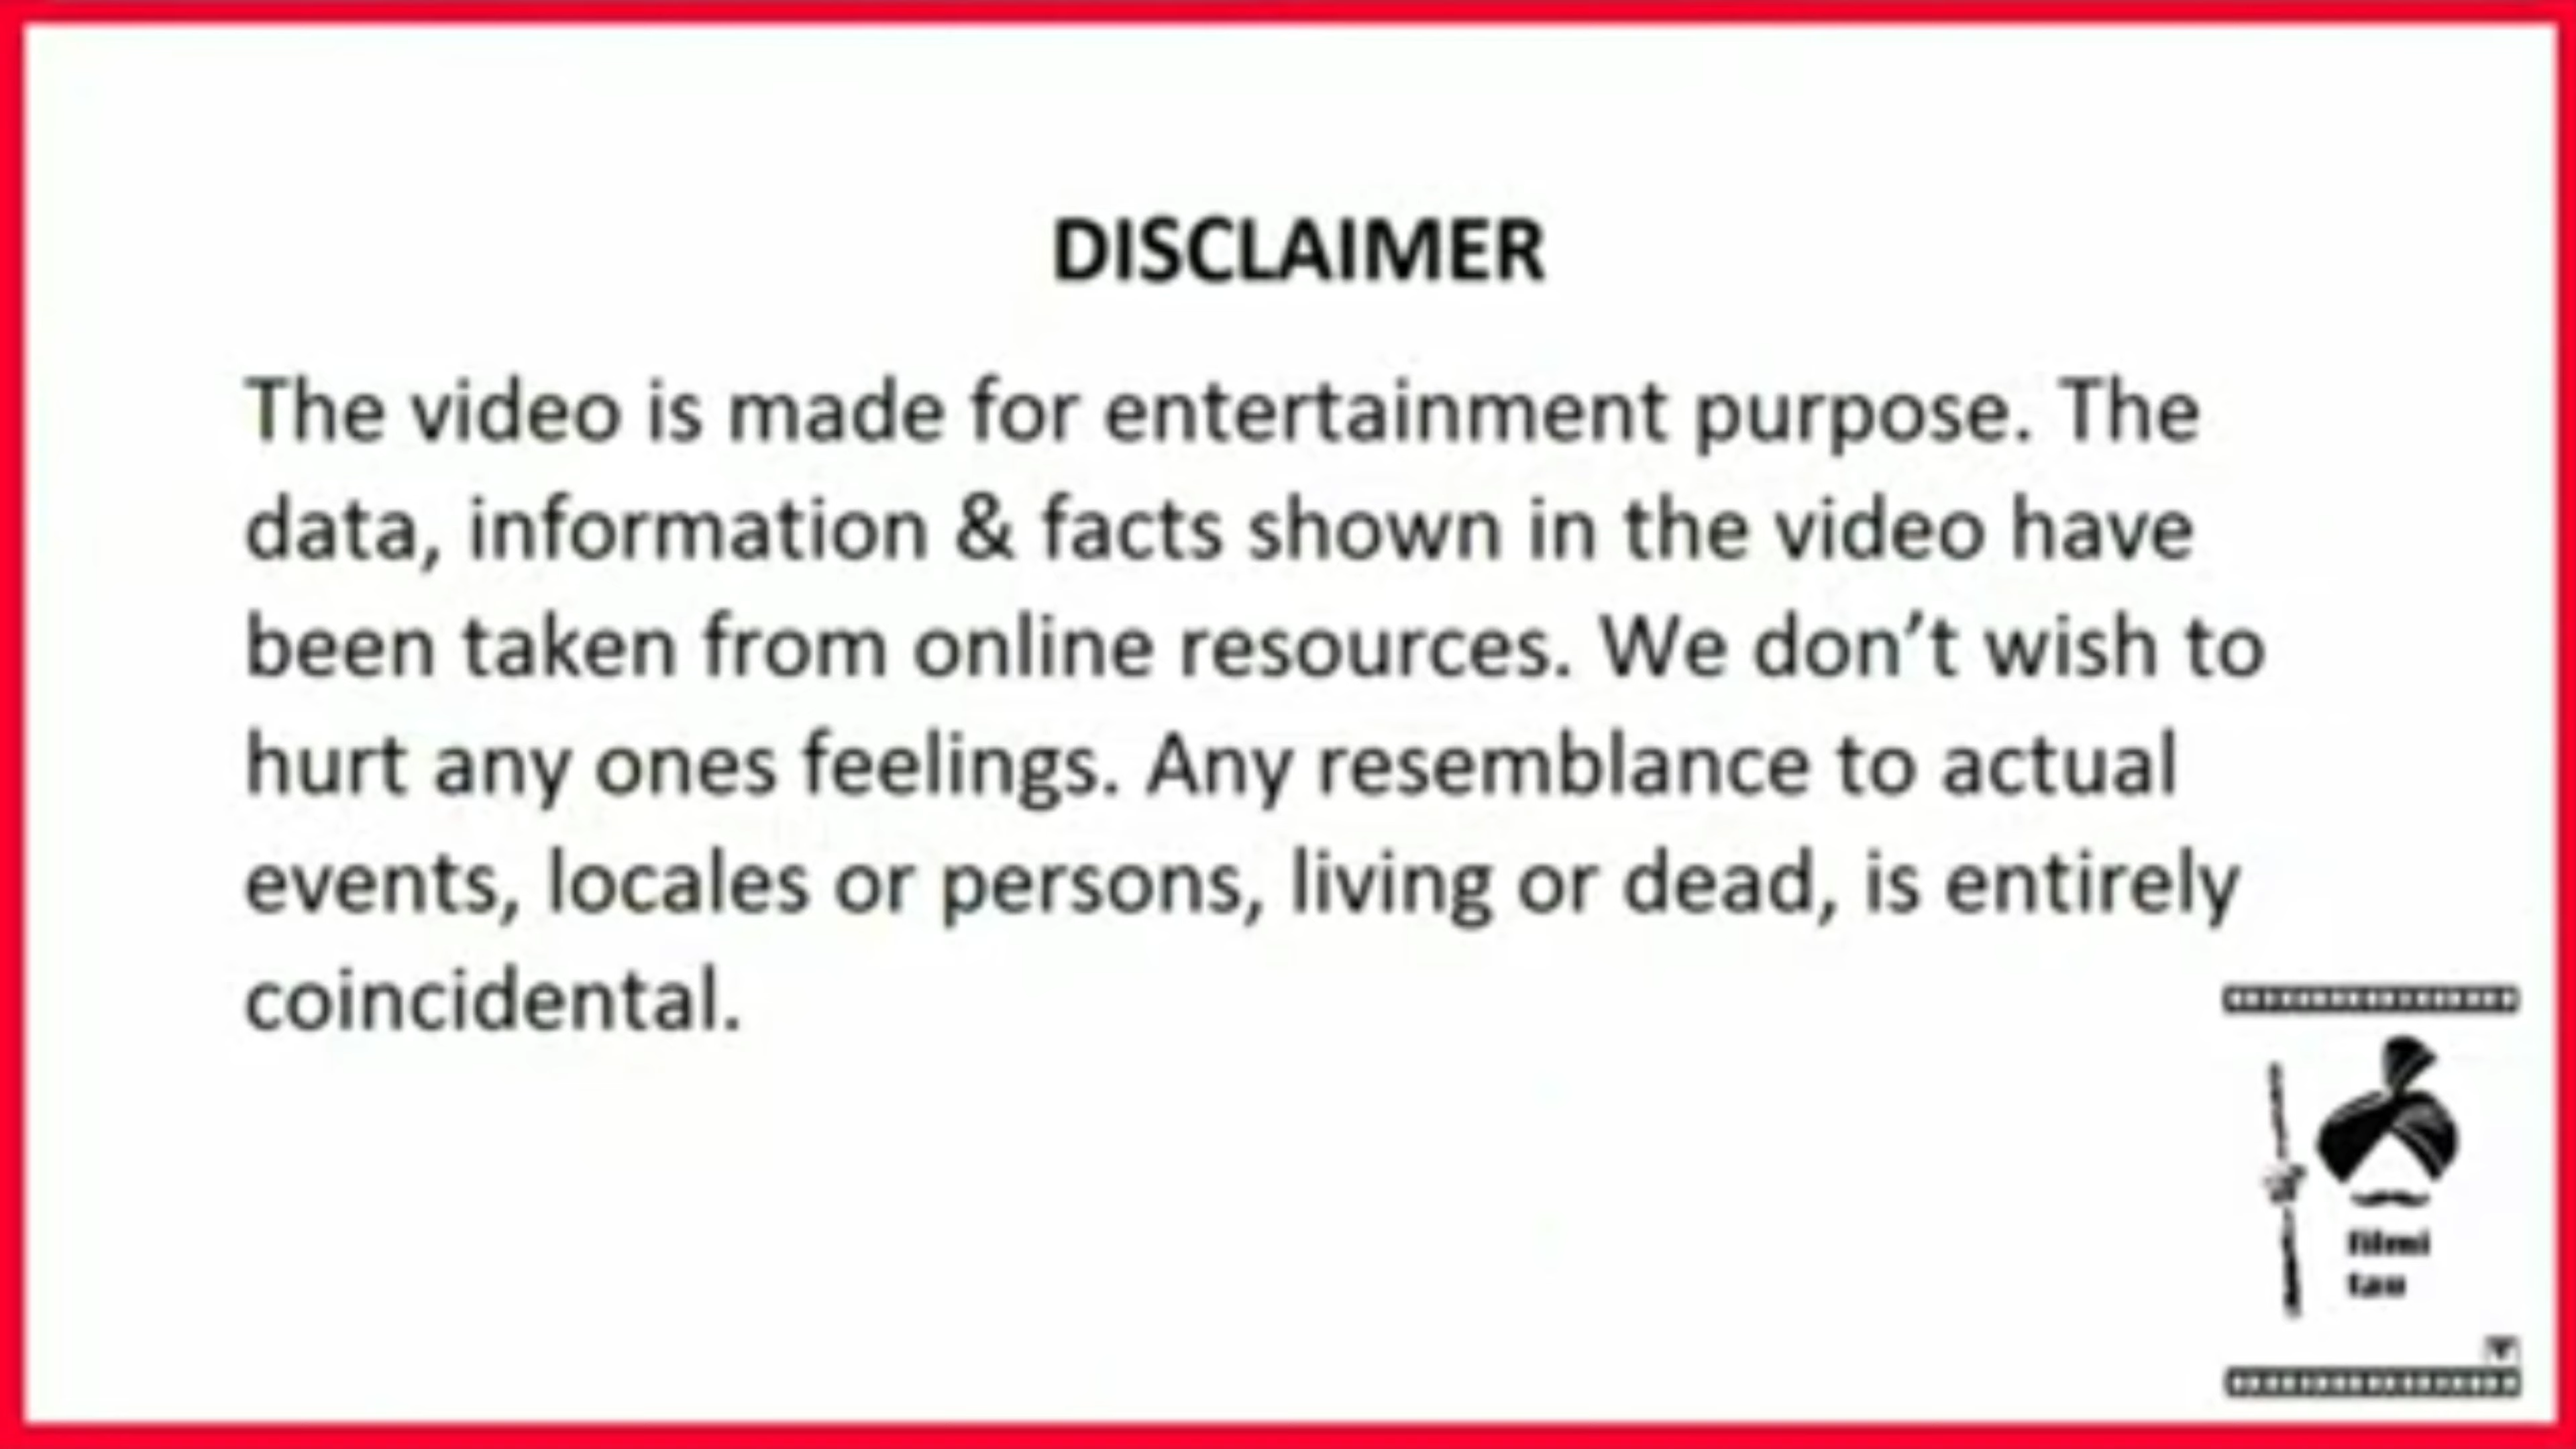 DISCLAIMER
The video is made for entertainment purpose. The
data, information & facts shown in the video have
been taken from online resources. We don’t wish to
hurt any ones feelings. Any resemblance to actual
events, locales or persons, living or dead, is entirely
coincidental.
filmi
tau